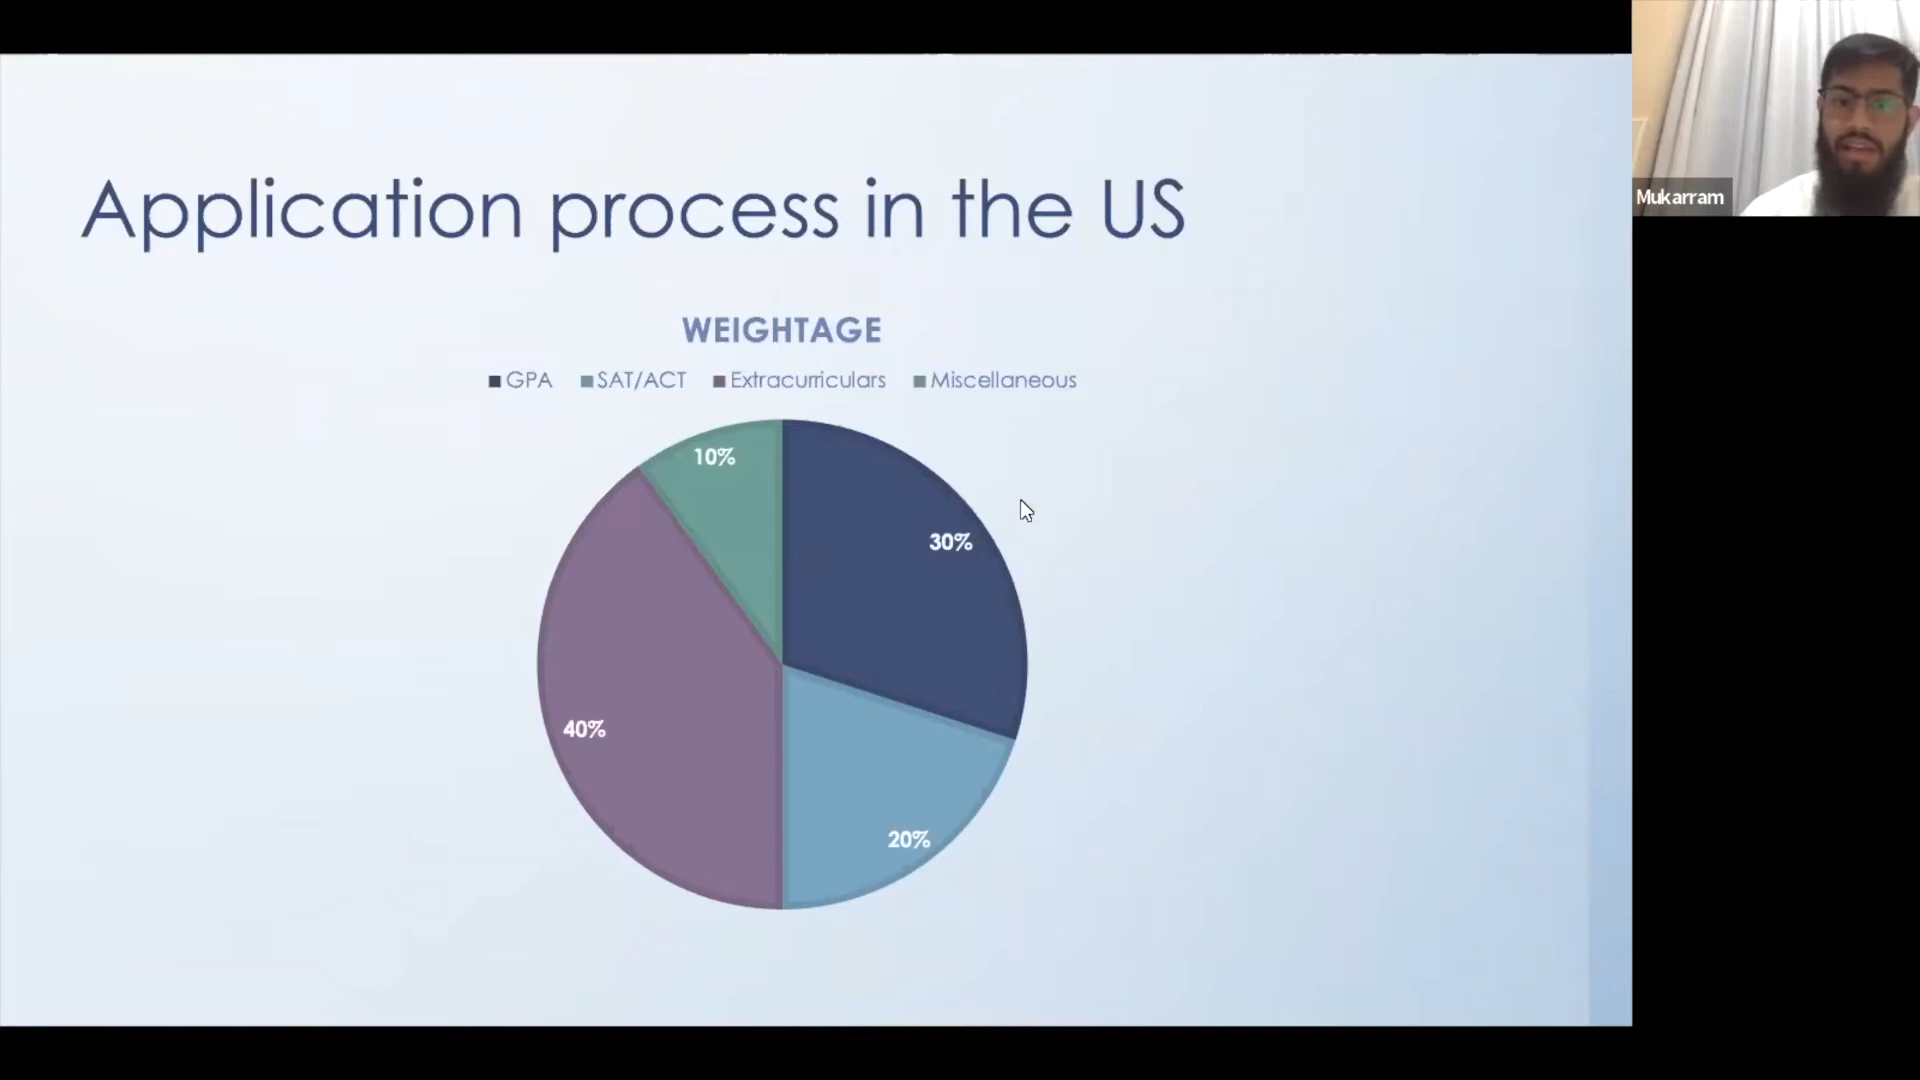 Application process in the US
WEIGHTAGE
GPA SAT/ACT Extracurriculars Miscellaneous
10%
30%
40%
20%
Mukarram